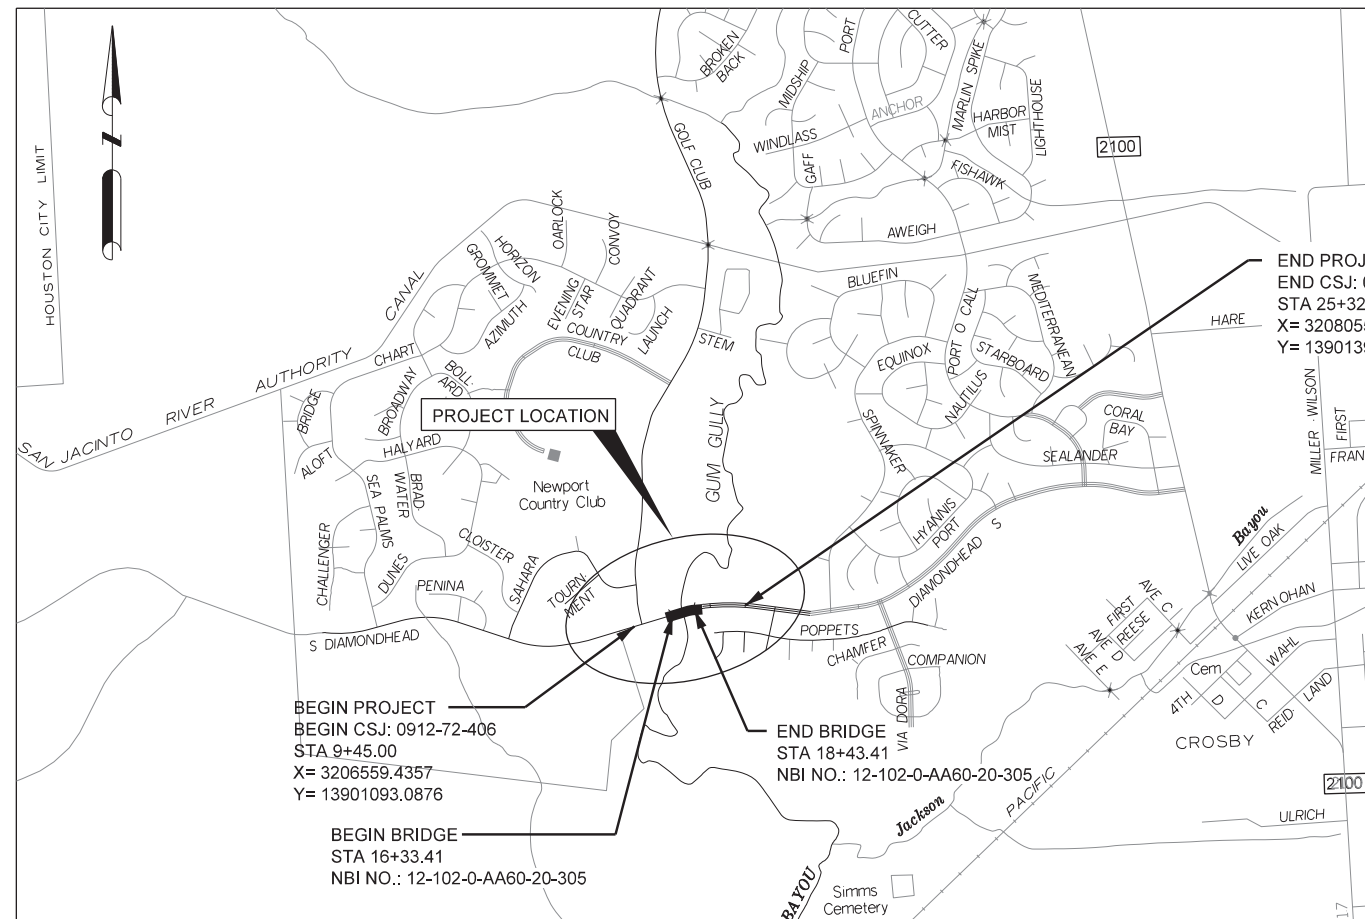 BROKEN
BACK
MIDSHIP
PORT
CUTTER
MARLIN SPIKE
ANCHOR
HARBOR
MIST
LIGHTHOUSE
WINDLASS
GAFF
FISHAWK
2100
GOLF CLUB
HOUSTON CITY LIMIT
OARLOCK
CONVOY
HORIZON
GROMMET
AZIMUTH
EVENING
STAR
QUADRANT
LAUNCH
COUNTRY
CLUB
STEM
AWEIGH
BLUEFIN
PORT O CALL
MEDITERRANEAN
HARE
EQUINOX
STARBOARD
NAUTILUS
SPINNAKER
CORAL
BAY
SEALANDER
HYANNIS
PORT
DIAMONDHEAD S
SAN JACINTO RIVER AUTHORITY CANAL
CHART
BRIDGE
BROADWAY
BOLL-
ARD
ALOFT
HALYARD
SEA PALMS
BRAD-
WATER
CHALLENGER
DUNES
CLOISTER
PENINA
SAHARA
TOURN-
MENT
S DIAMONDHEAD
Newport
Country Club
GUM GULLY
PROJECT LOCATION
END PROJ
END CSJ:
STA 25+32
X= 320805
Y= 1390139
MILLER WILSON
FIRST
FRAN
Bayou
LIVE OAK
KERNOHAN
AVE C
FIRST
REESE
AVE D
AVE E
WAHL
Cem
4TH
D
C
REID LAND
CROSBY
2100
ULRICH
POPPETS
CHAMFER
COMPANION
VIA DORA
BEGIN PROJECT
BEGIN CSJ: 0912-72-406
STA 9+45.00
X= 3206559.4357
Y= 13901093.0876
BEGIN BRIDGE
STA 16+33.41
NBI NO.: 12-102-0-AA60-20-305
END BRIDGE
STA 18+43.41
NBI NO.: 12-102-0-AA60-20-305
Jackson
PACIFIC
BAYOU
Simms
Cemetery
17